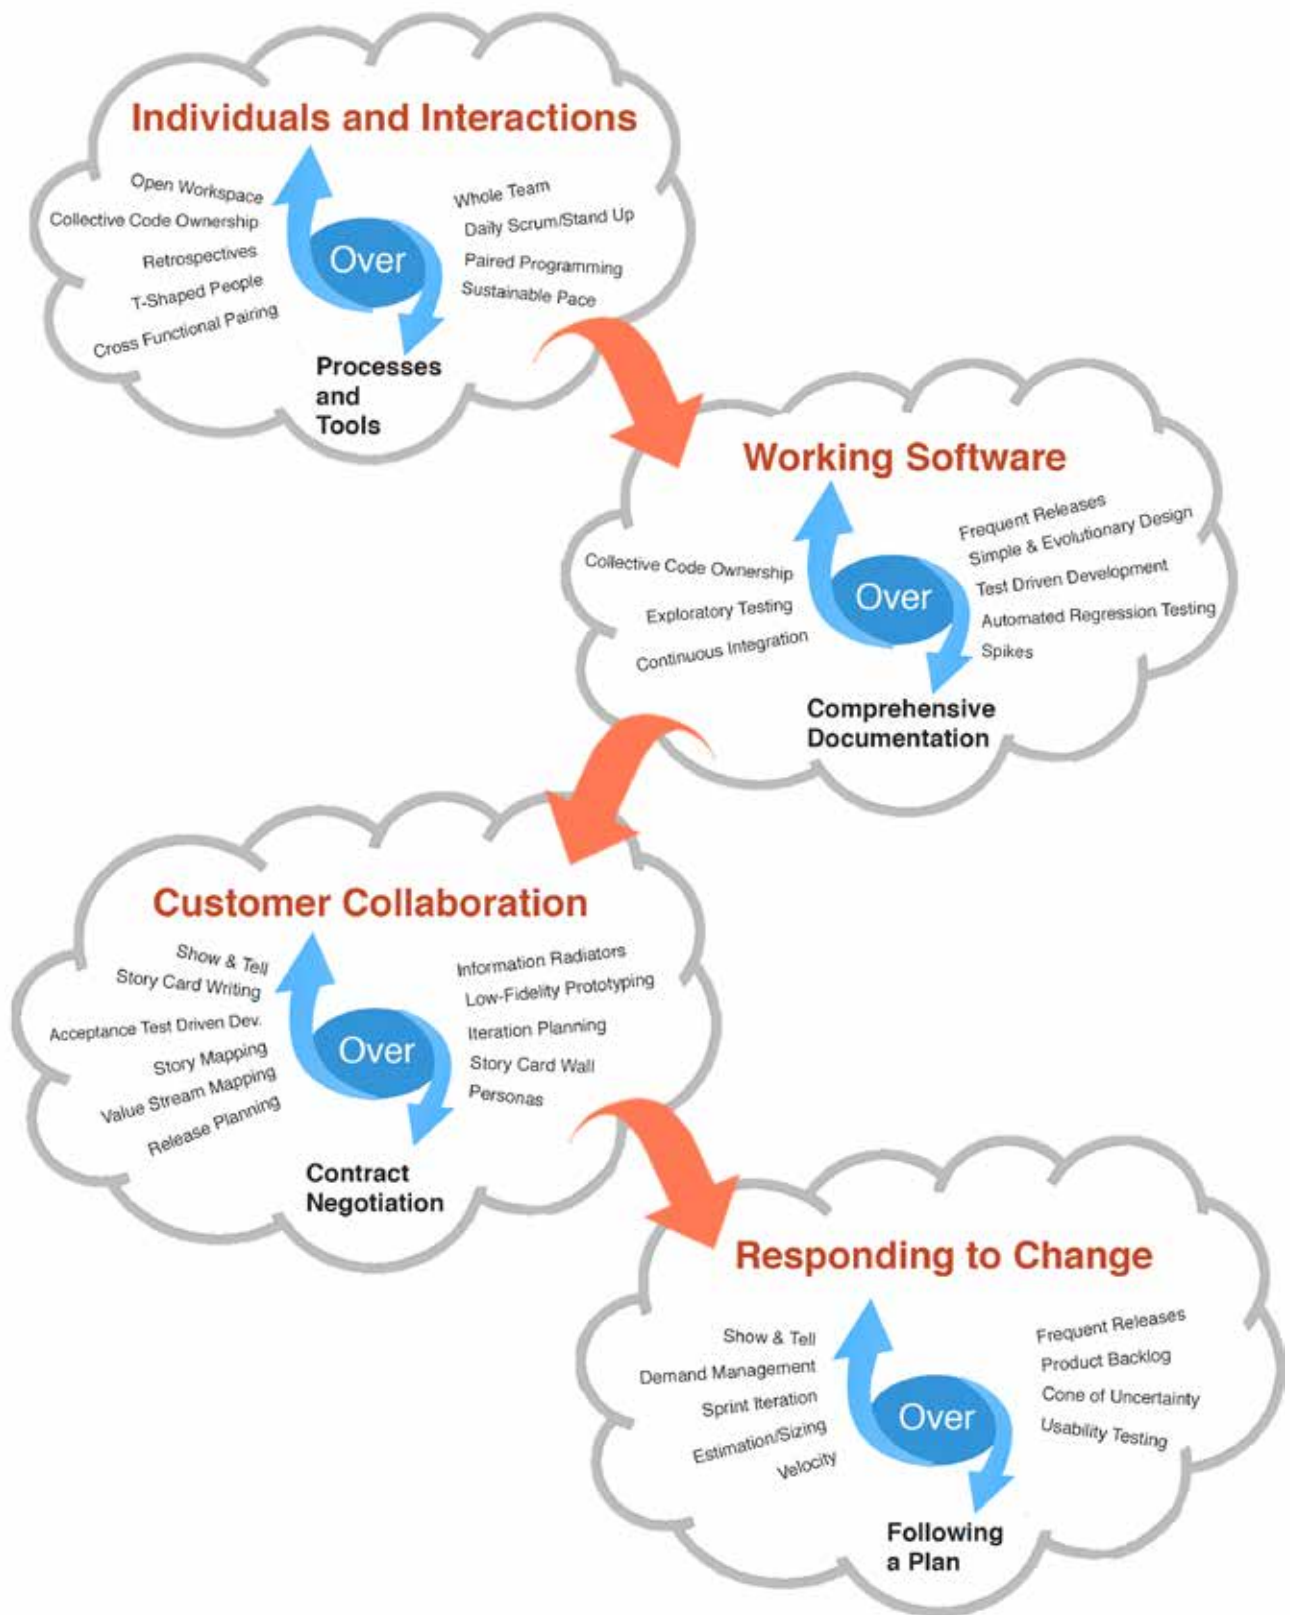 Individuals and Interactions
Open Workspace
Collective Code Ownership
Retrospectives
T-Shaped People
Cross Functional Pairing
Over
Whole Team
Daily Scrum/Stand Up
Paired Programming
Sustainable Pace
Processes
and
Tools
Working Software
Collective Code Ownership
Exploratory Testing
Continuous Integration
Over
Frequent Releases
Simple & Evolutionary Design
Test Driven Development
Automated Regression Testing
Spikes
Comprehensive
Documentation
Customer Collaboration
Show & Tell
Story Card Writing
Acceptance Test Driven Dev.
Story Mapping
Value Stream Mapping
Release Planning
Over
Information Radiators
Low-Fidelity Prototyping
Iteration Planning
Story Card Wall
Personas
Contract
Negotiation
Responding to Change
Show & Tell
Demand Management
Sprint Iteration
Estimation/Sizing
Velocity
Over
Frequent Releases
Product Backlog
Cone of Uncertainty
Usability Testing
Following
a Plan